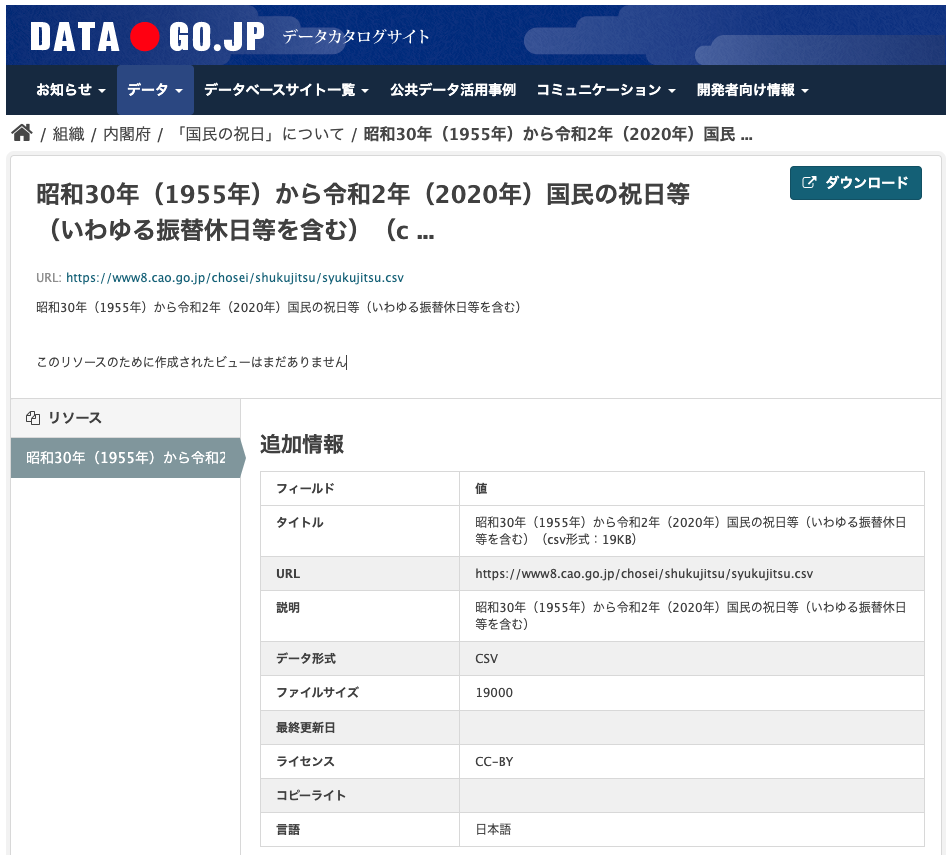 DATA GO.JP データカタログサイト
お知らせ データ データベースサイト一覧 公共データ活用事例 コミュニケーション 開発者向け情報
/ 組織 / 内閣府 / 「国民の祝日」について / 昭和30年（1955年）から令和2年（2020年）国民 ...
ダウンロード
昭和30年（1955年）から令和2年（2020年）国民の祝日等
（いわゆる振替休日等を含む）（c ...
URL: https://www8.cao.go.jp/chosei/shukujitsu/syukujitsu.csv
昭和30年（1955年）から令和2年（2020年）国民の祝日等（いわゆる振替休日等を含む）
このリソースのために作成されたビューはまだありません
リソース
昭和30年（1955年）から令和2
追加情報
フィールド 値
タイトル 昭和30年（1955年）から令和2年（2020年）国民の祝日等（いわゆる振替休日
等を含む）（csv形式：19KB）
URL https://www8.cao.go.jp/chosei/shukujitsu/syukujitsu.csv
説明 昭和30年（1955年）から令和2年（2020年）国民の祝日等（いわゆる振替休日
等を含む）
データ形式 CSV
ファイルサイズ 19000
最終更新日
ライセンス CC-BY
コピーライト
言語 日本語